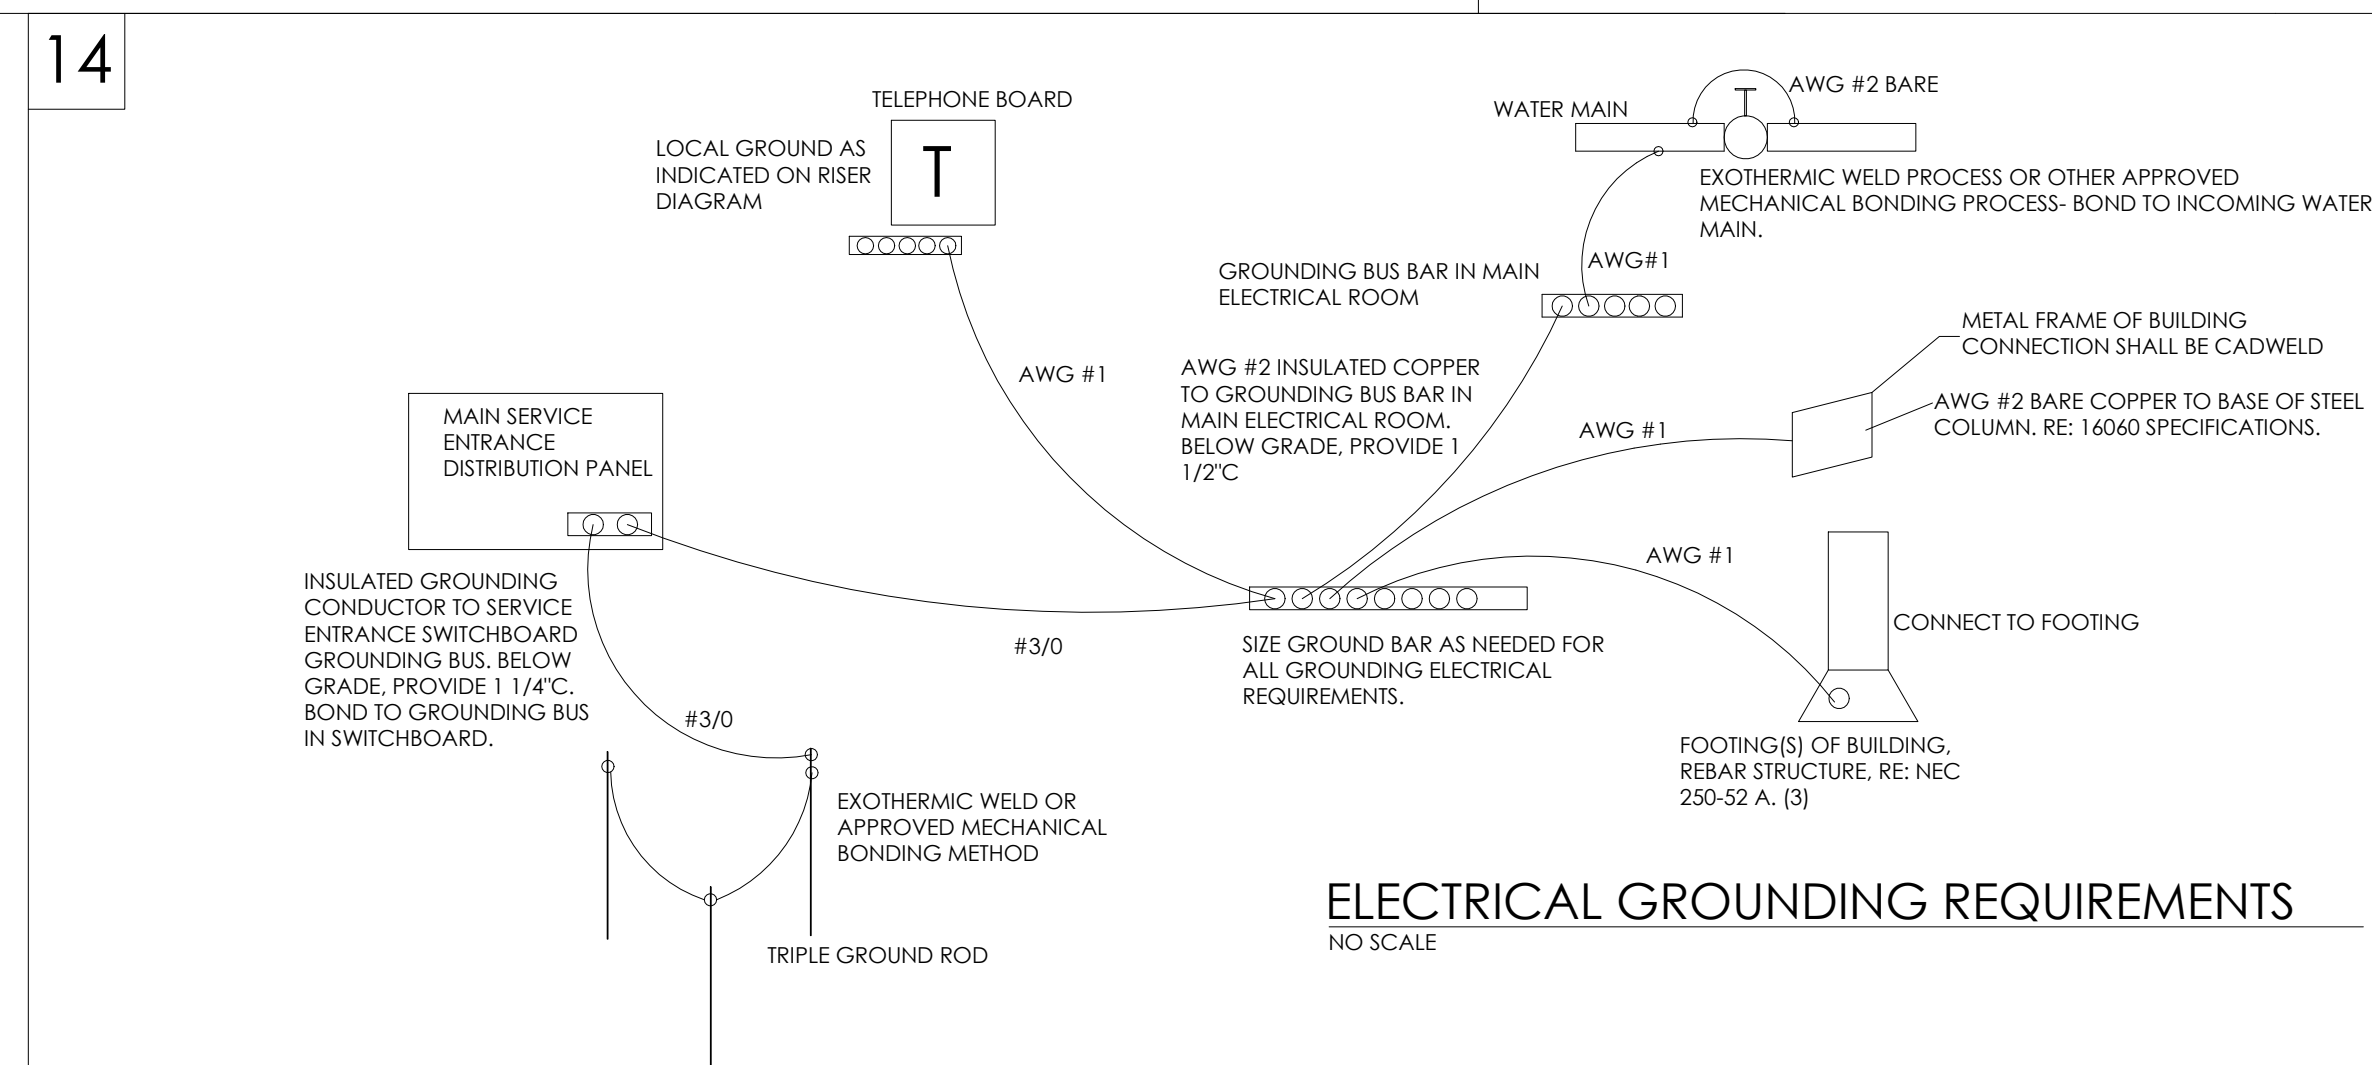 14
TELEPHONE BOARD
LOCAL GROUND AS
INDICATED ON RISER
DIAGRAM
T
WATER MAIN
AWG #2 BARE
EXOTHERMIC WELD PROCESS OR OTHER APPROVED
MECHANICAL BONDING PROCESS- BOND TO INCOMING WATER
MAIN.
GROUNDING BUS BAR IN MAIN
ELECTRICAL ROOM
AWG#1
METAL FRAME OF BUILDING
CONNECTION SHALL BE CADWELD
AWG #1
AWG #2 INSULATED COPPER
TO GROUNDING BUS BAR IN
MAIN ELECTRICAL ROOM.
BELOW GRADE, PROVIDE 1
1/2"C
AWG #1
AWG #2 BARE COPPER TO BASE OF STEEL
COLUMN. RE: 16060 SPECIFICATIONS.
MAIN SERVICE
ENTRANCE
DISTRIBUTION PANEL
INSULATED GROUNDING
CONDUCTOR TO SERVICE
ENTRANCE SWITCHBOARD
GROUNDING BUS. BELOW
GRADE, PROVIDE 1 1/4"C.
BOND TO GROUNDING BUS
IN SWITCHBOARD.
#3/0
#3/0
SIZE GROUND BAR AS NEEDED FOR
ALL GROUNDING ELECTRICAL
REQUIREMENTS.
AWG #1
CONNECT TO FOOTING
FOOTING(S) OF BUILDING,
REBAR STRUCTURE, RE: NEC
250-52 A. (3)
EXOTHERMIC WELD OR
APPROVED MECHANICAL
BONDING METHOD
TRIPLE GROUND ROD
ELECTRICAL GROUNDING REQUIREMENTS
NO SCALE